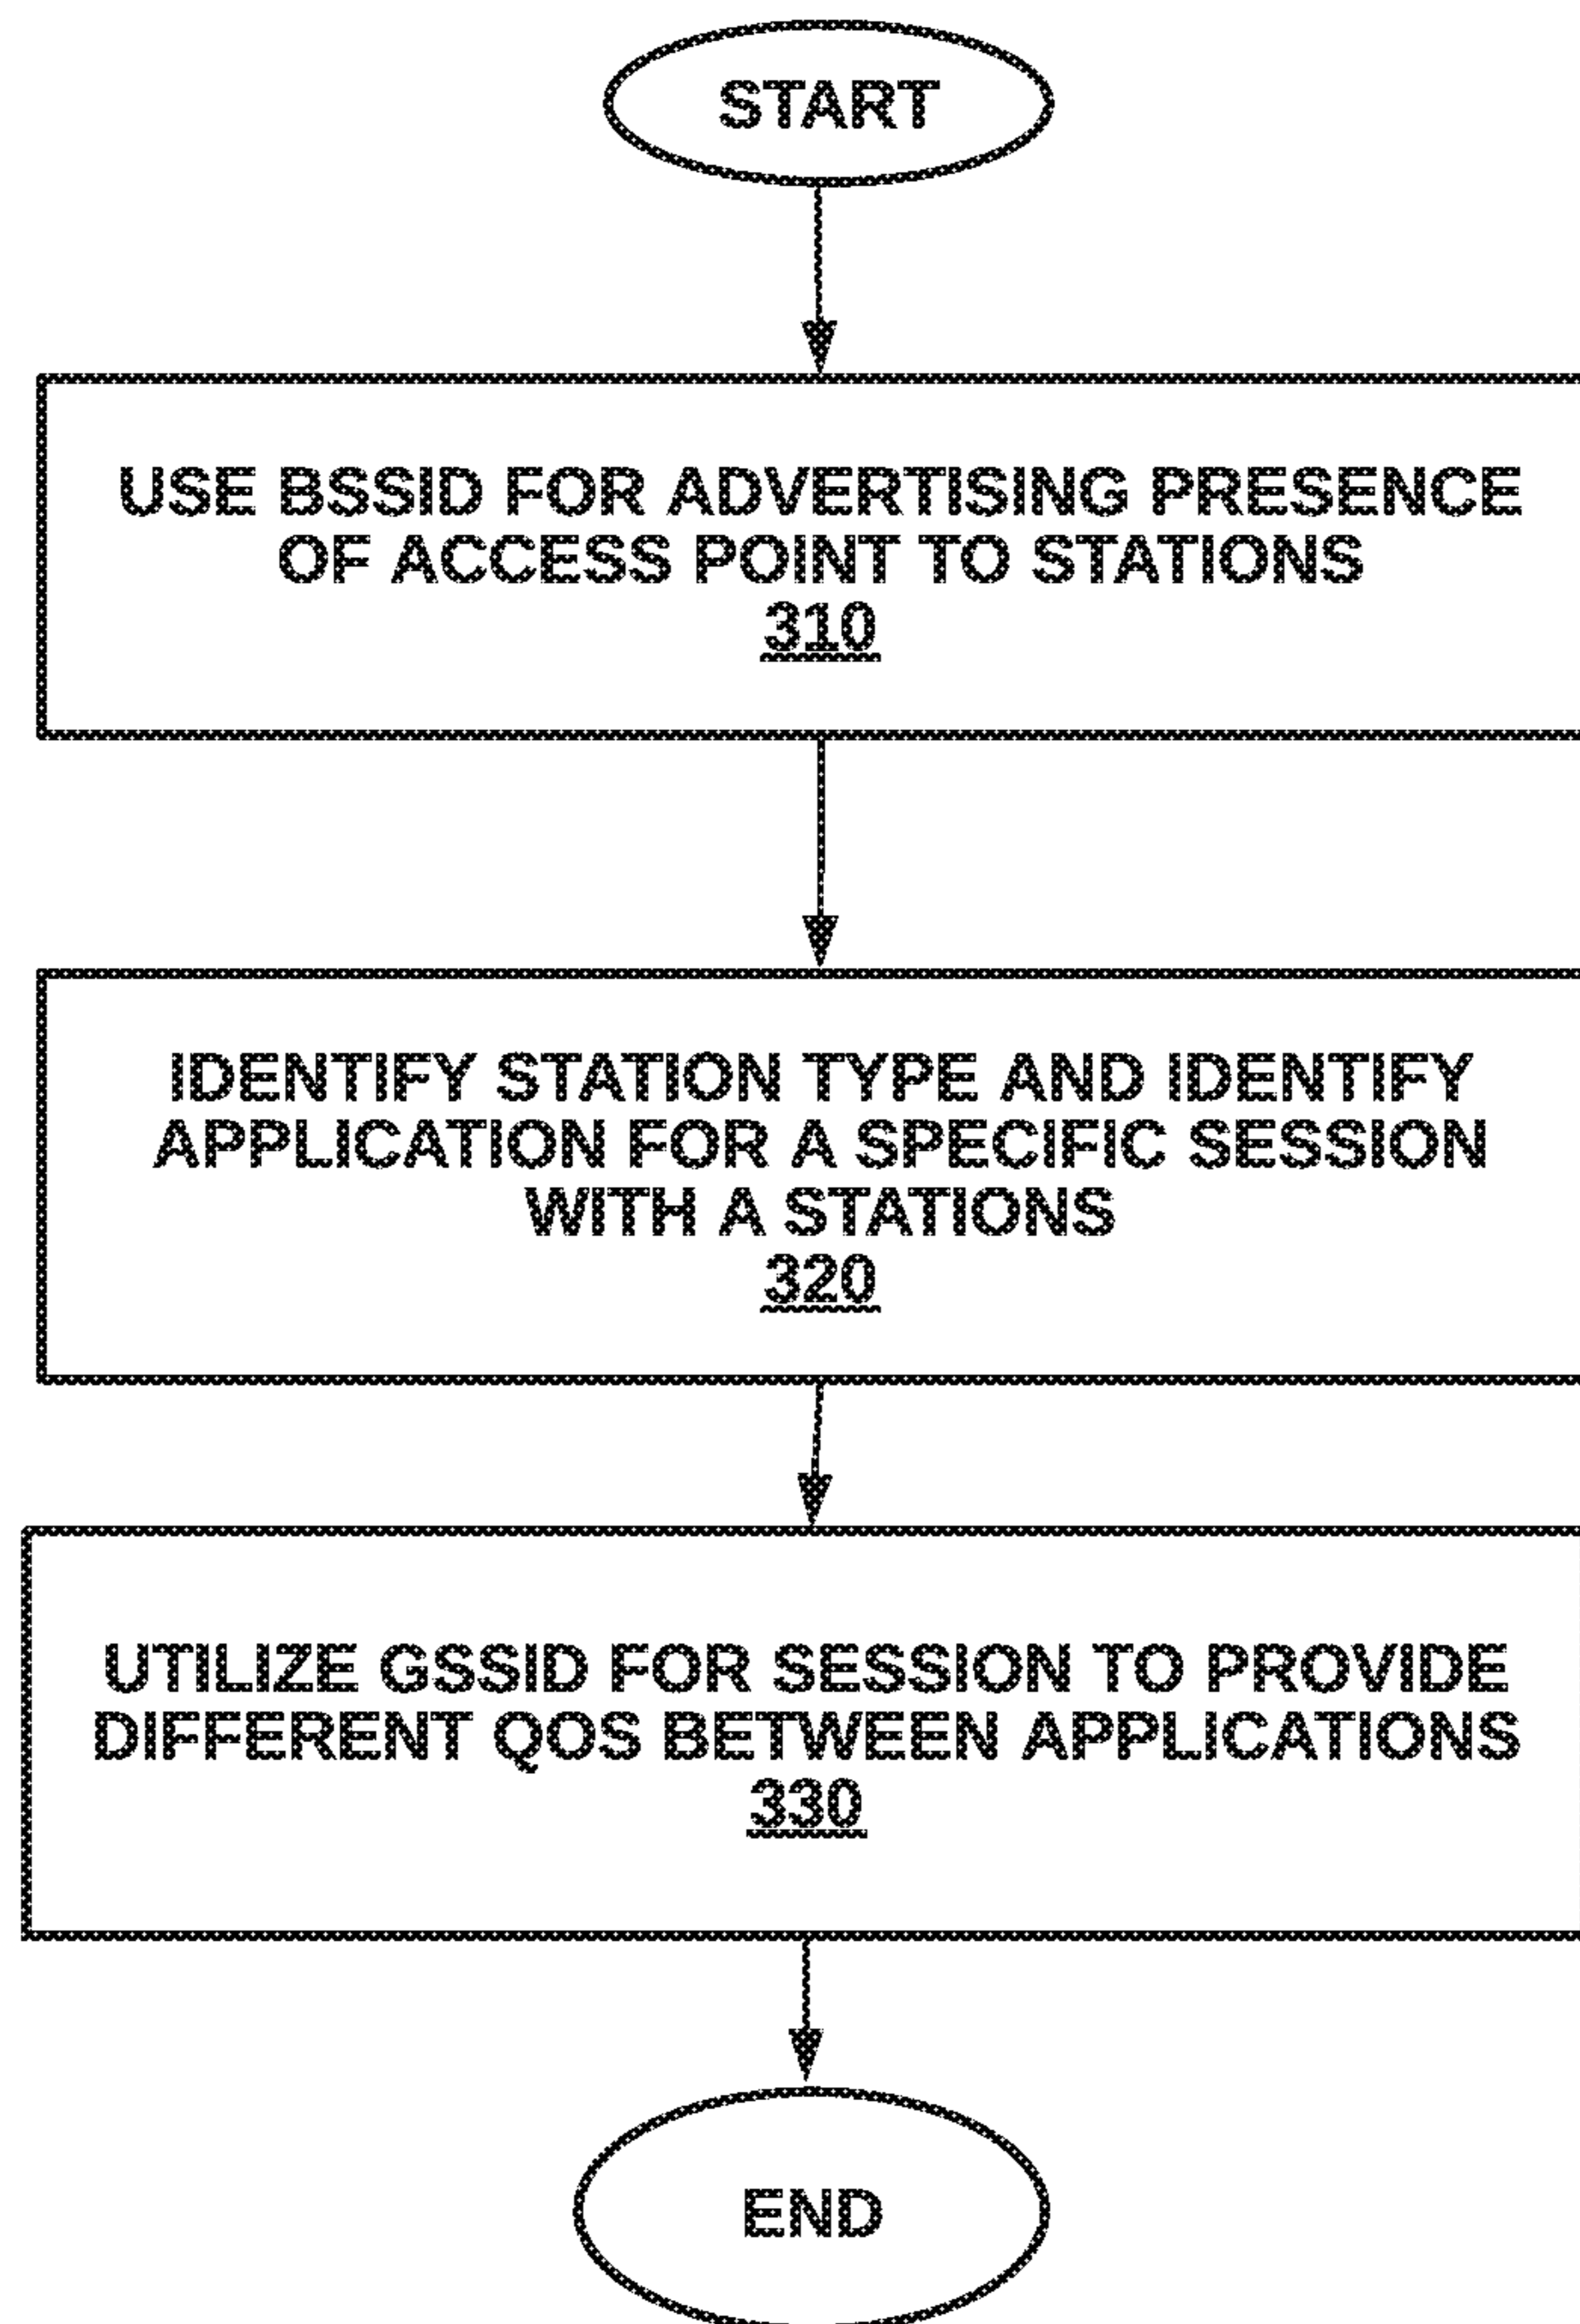 START
USE BSSID FOR ADVERTISING PRESENCE
OF ACCESS POINT TO STATIONS
310
IDENTIFY STATION TYPE AND IDENTIFY
APPLICATION FOR A SPECIFIC SESSION
WITH A STATIONS
320
UTILIZE GSSID FOR SESSION TO PROVIDE
DIFFERENT QOS BETWEEN APPLICATIONS
330
END